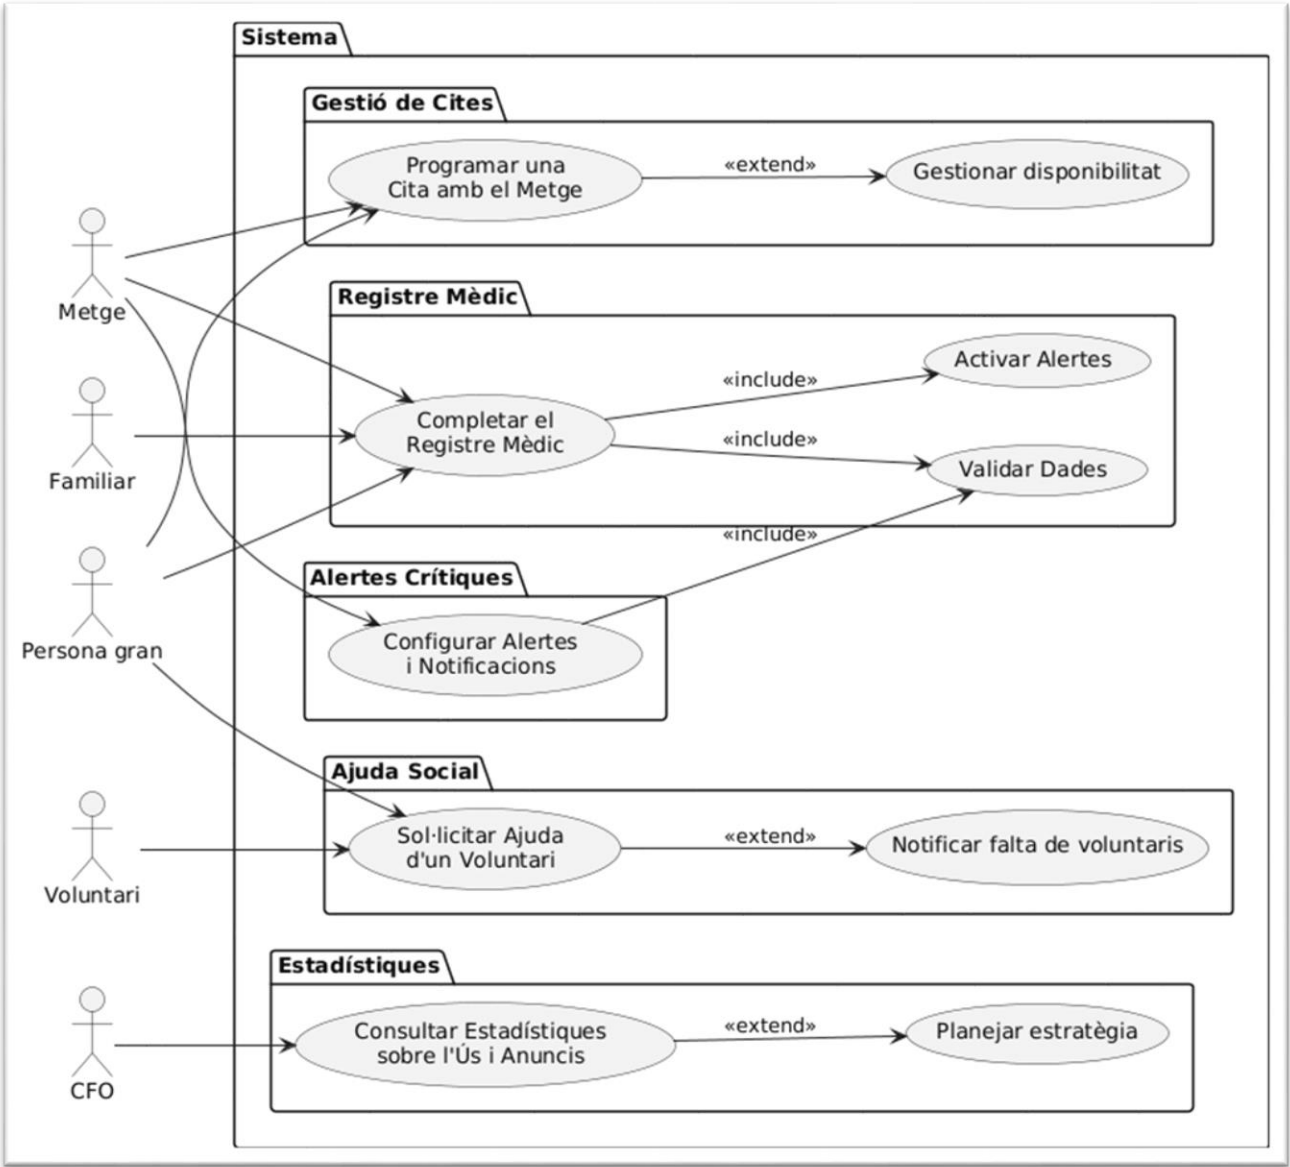 Sistema
Gestió de Cites
Programar una
Cita amb el Metge
«extend»
Gestionar disponibilitat
Metge
Registre Mèdic
Activar Alertes
«include»
Completar el
Registre Mèdic
«include»
Validar Dades
Familiar
«include»
Alertes Crítiques
Configurar Alertes
i Notificacions
Persona gran
Ajuda Social
Sol·licitar Ajuda
d'un Voluntari
«extend»
Notificar falta de voluntaris
Voluntari
Estadístiques
Consultar Estadístiques
sobre l'Ús i Anuncis
«extend»
Planejar estratègia
CFO